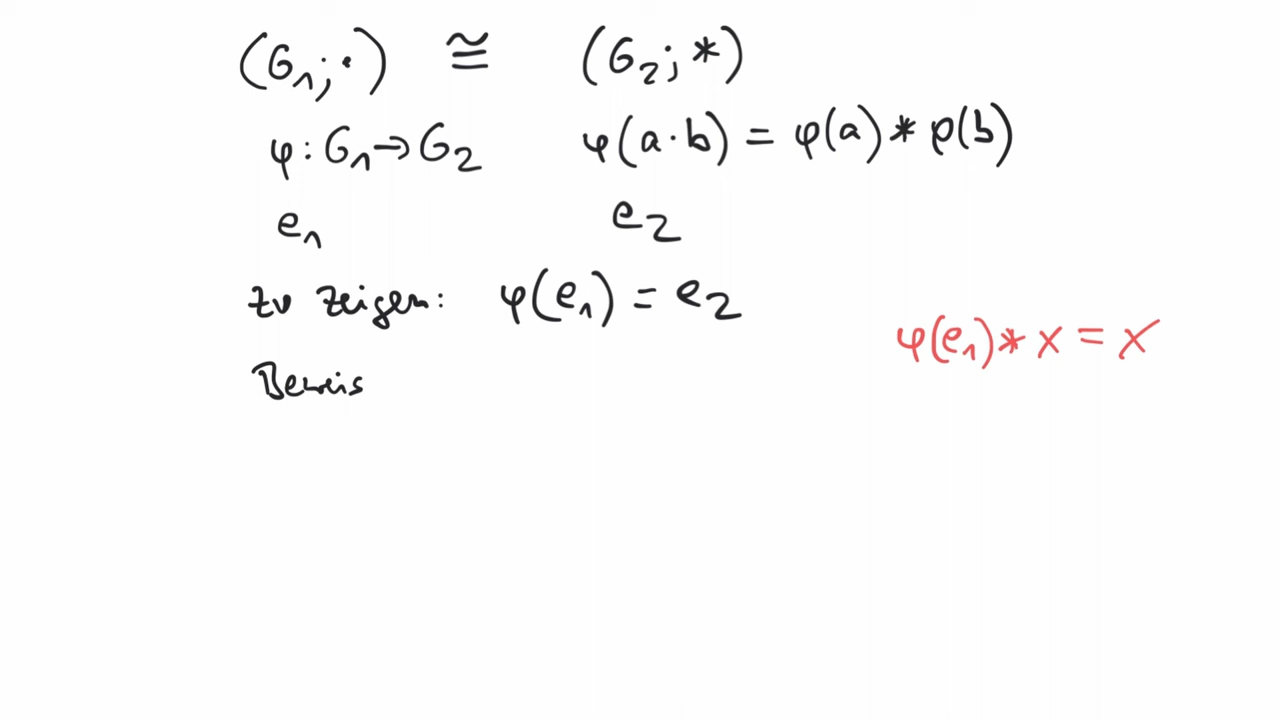 (G₁;·) ≅ (G₂;*)
φ: G₁→G₂ φ(a·b) = φ(a) * ρ(b)
e₁ e₂
zu zeigen: φ(e₁) = e₂
φ(e₁) * x = x
Beweis